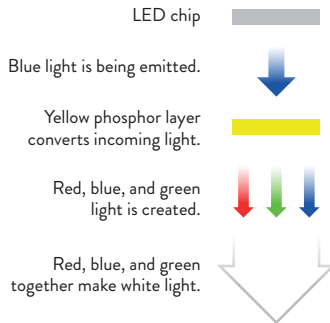 LED chip
Blue light is being emitted.
Yellow phosphor layer
converts incoming light.
Red, blue, and green
light is created.
Red, blue, and green
together make white light.